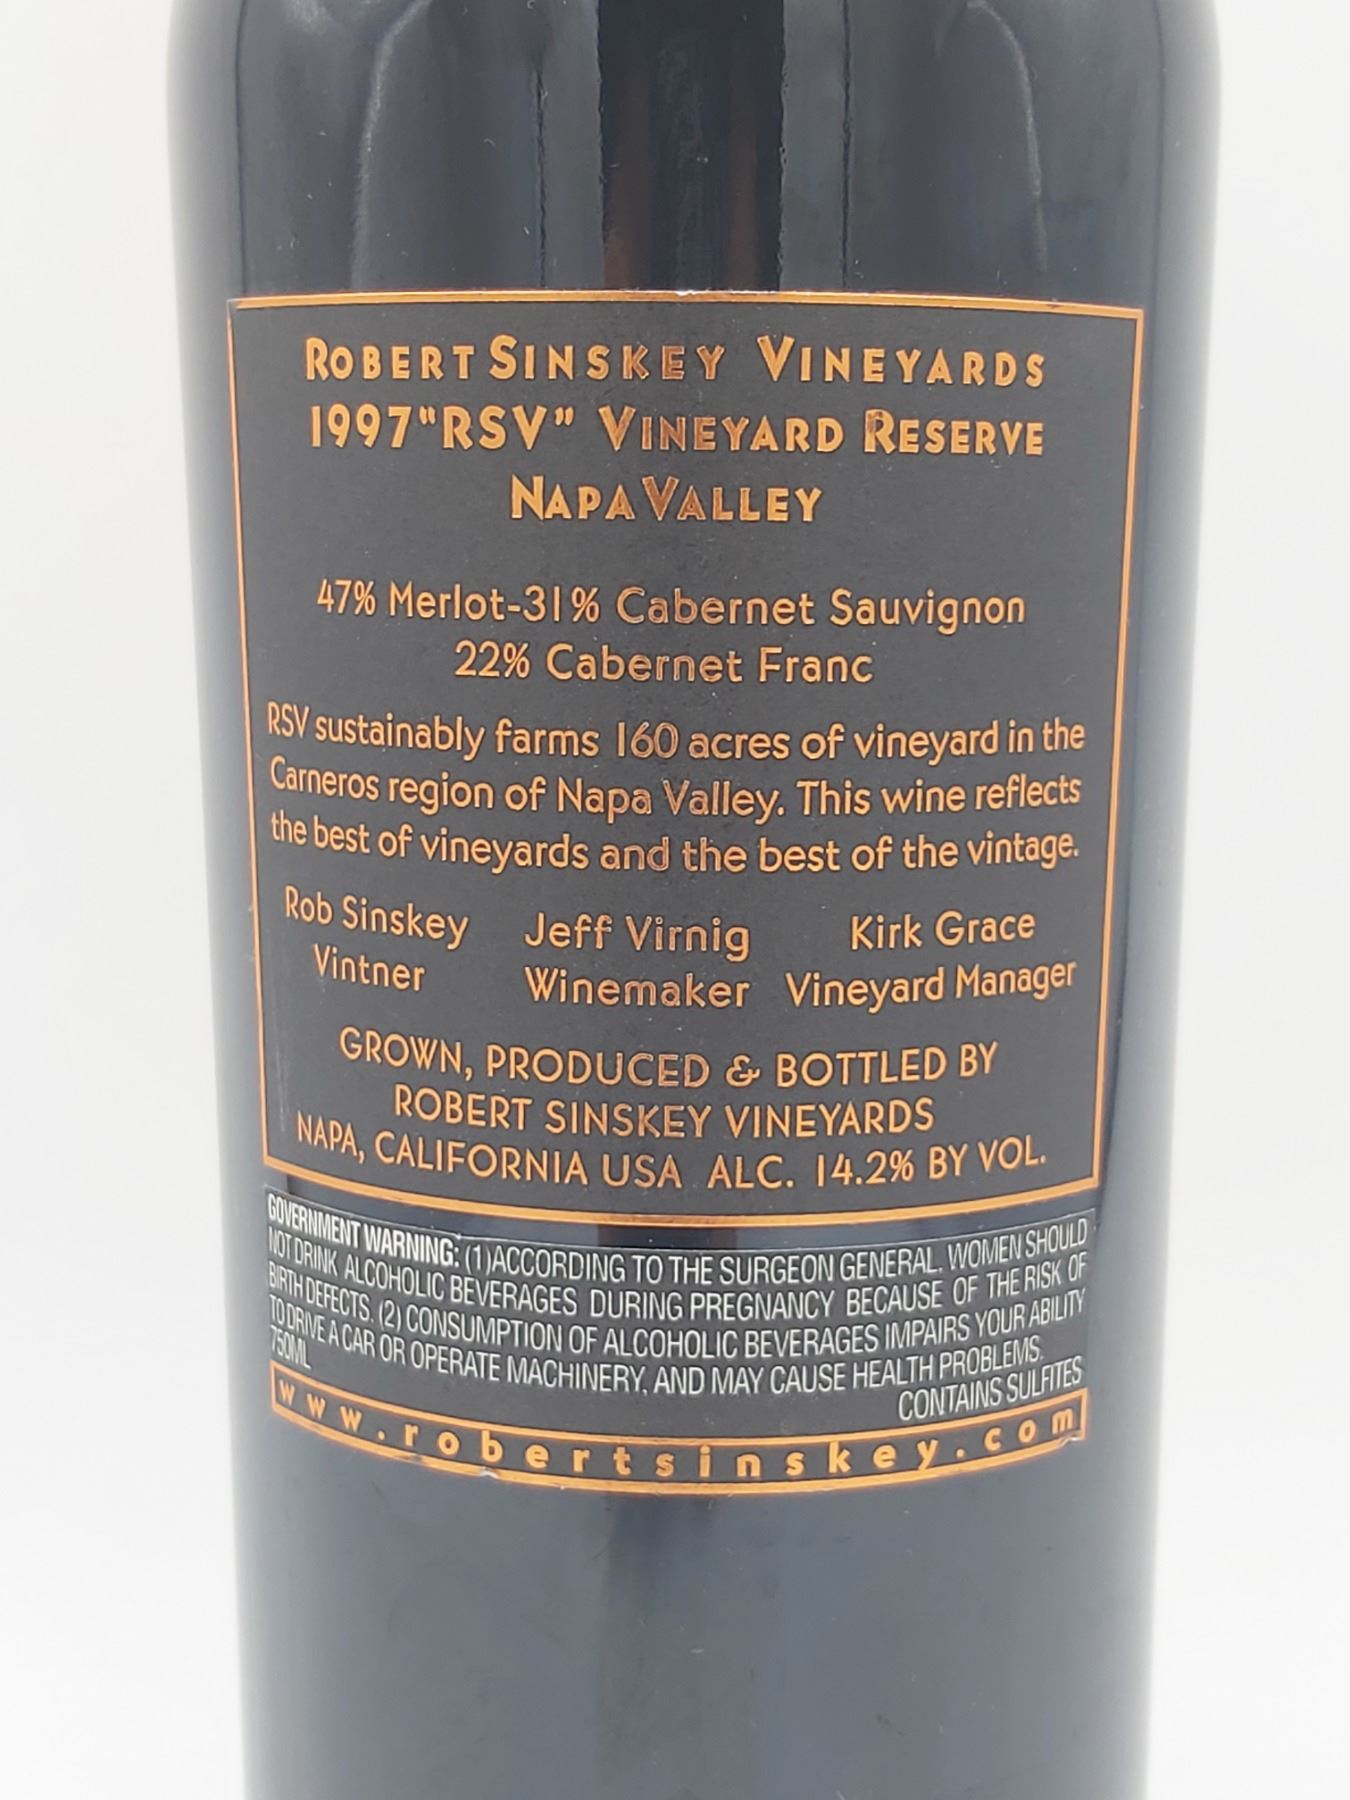 ROBERT SINSKEY VINEYARDS
1997 "RSV" VINEYARD RESERVE
NAPA VALLEY
47% Merlot-31% Cabernet Sauvignon
22% Cabernet Franc
RSV sustainably farms 160 acres of vineyard in the
Carneros region of Napa Valley. This wine reflects
the best of vineyards and the best of the vintage.
Rob Sinskey Jeff Virnig Kirk Grace
Vintner Winemaker Vineyard Manager
GROWN, PRODUCED & BOTTLED BY
ROBERT SINSKEY VINEYARDS
NAPA, CALIFORNIA USA ALC. 14.2% BY VOL.
GOVERNMENT WARNING: (1) ACCORDING TO THE SURGEON GENERAL, WOMEN SHOULD
NOT DRINK ALCOHOLIC BEVERAGES DURING PREGNANCY BECAUSE OF THE RISK OF
BIRTH DEFECTS. (2) CONSUMPTION OF ALCOHOLIC BEVERAGES IMPAIRS YOUR ABILITY
TO DRIVE A CAR OR OPERATE MACHINERY, AND MAY CAUSE HEALTH PROBLEMS.
750ML CONTAINS SULFITES
www.robertsinskey.com